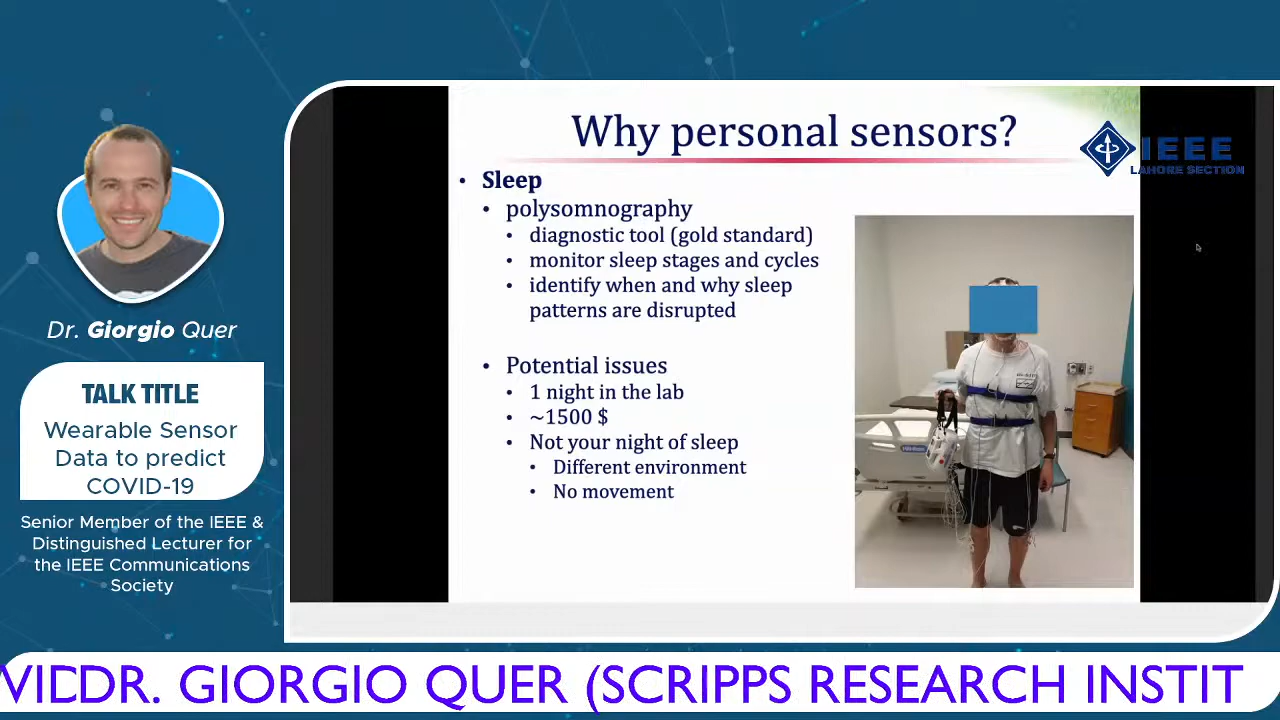 Dr. Giorgio Quer
TALK TITLE
Wearable Sensor
Data to predict
COVID-19
Senior Member of the IEEE &
Distinguished Lecturer for
the IEEE Communications
Society
Why personal sensors?
IEEE
LAHORE SECTION
• Sleep
• polysomnography
• diagnostic tool (gold standard)
• monitor sleep stages and cycles
• identify when and why sleep
patterns are disrupted
• Potential issues
• 1 night in the lab
• ~1500 $
• Not your night of sleep
• Different environment
• No movement
DR. GIORGIO QUER (SCRIPPS RESEARCH INSTIT